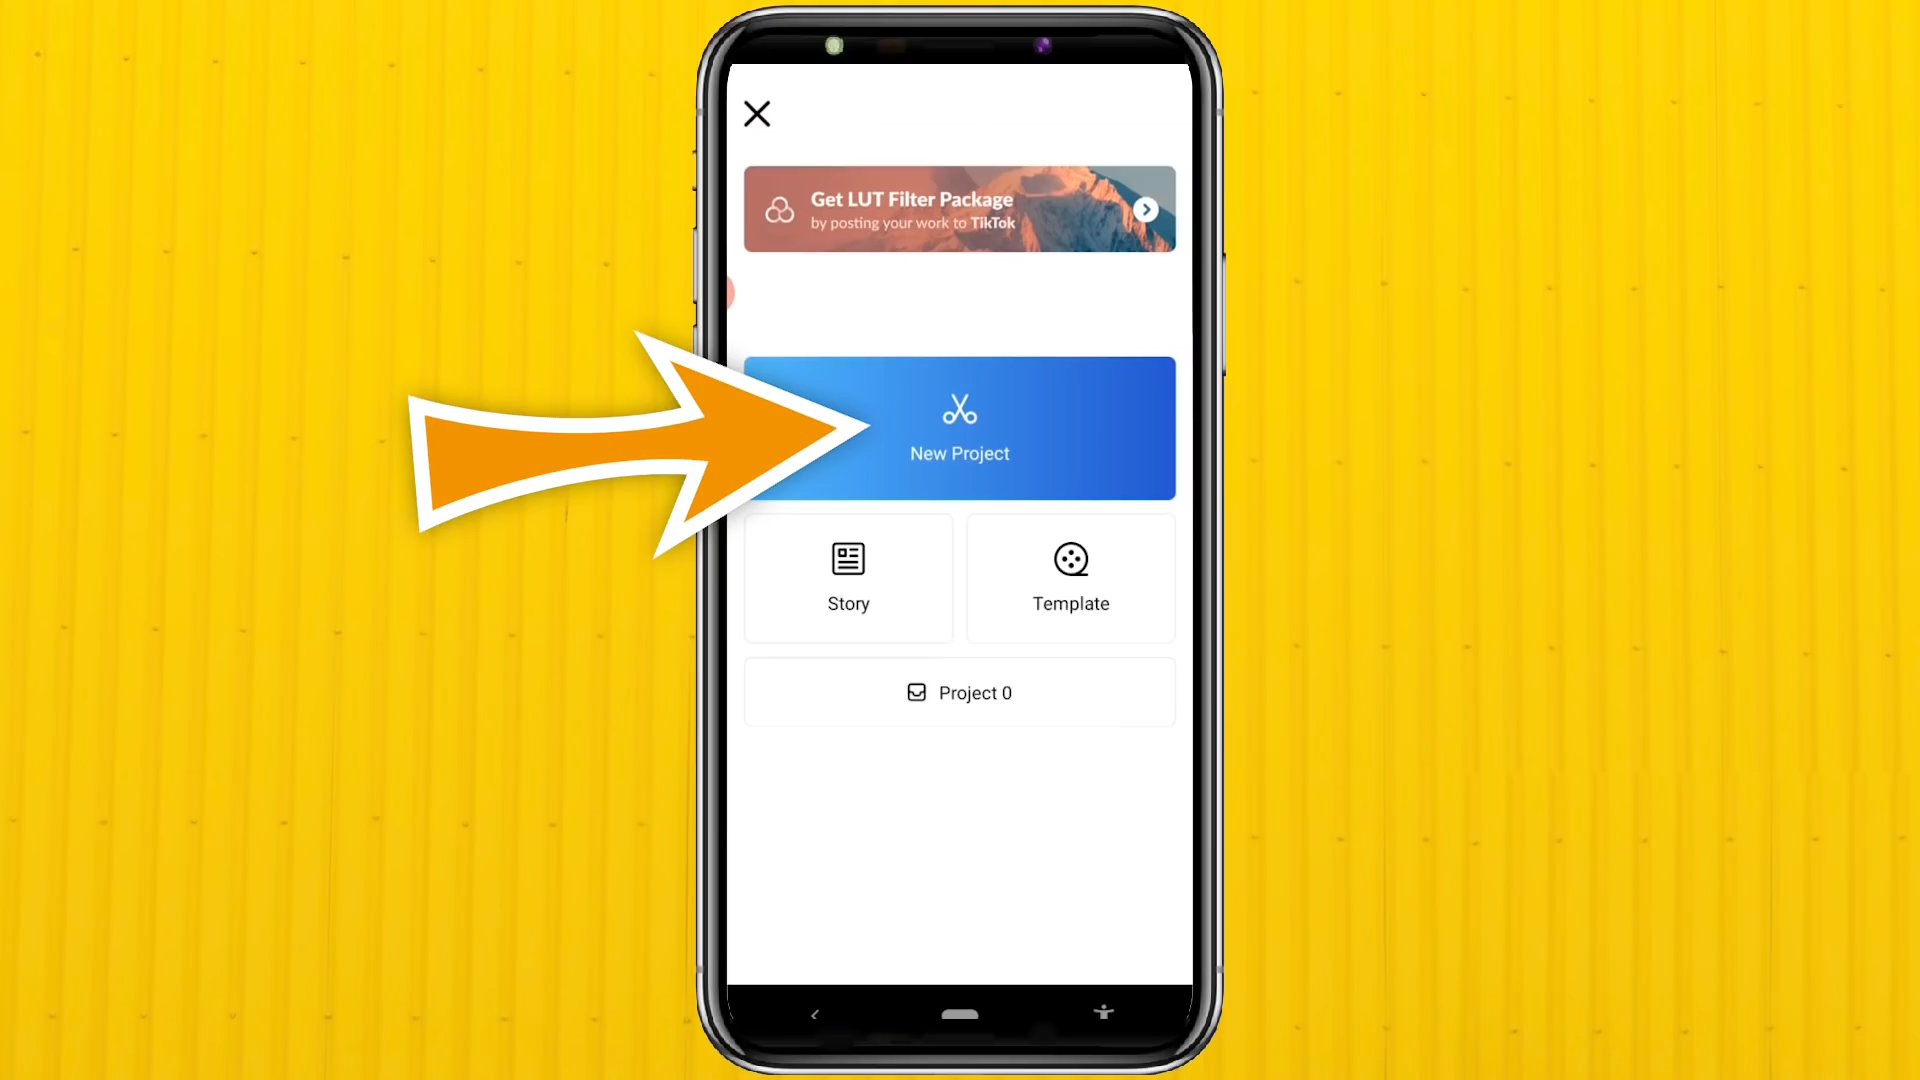 Get LUT Filter Package
by posting your work to TikTok
New Project
Story
Template
Project 0